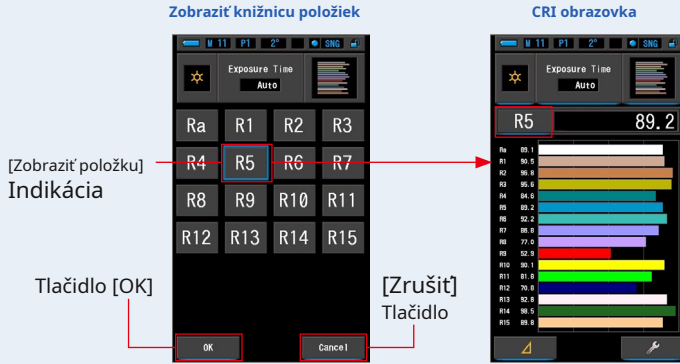 Zobraziť knižnicu položiek
CRI obrazovka
M 11 P1 2° SNG
Exposure Time
Auto
Ra R1 R2 R3
R4 R5 R6 R7
R8 R9 R10 R11
R12 R13 R14 R15
OK Cancel
[Zobraziť položku]
Indikácia
Tlačidlo [OK]
[Zrušiť]
Tlačidlo
M 11 P1 2° SNG
Exposure Time
Auto
R5 89.2
Ra 89.1
R1 90.5
R2 96.8
R3 95.6
R4 84.6
R5 89.2
R6 92.2
R7 88.8
R8 77.0
R9 52.9
R10 90.1
R11 81.8
R12 70.0
R13 92.8
R14 98.5
R15 89.8